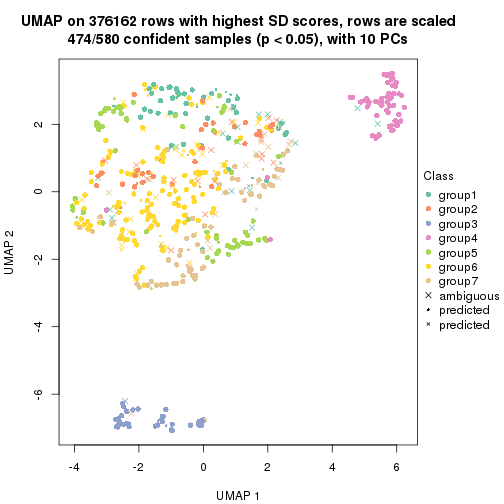 UMAP on 376162 rows with highest SD scores, rows are scaled
474/580 confident samples (p < 0.05), with 10 PCs
Class
group1
group2
group3
group4
group5
group6
group7
ambiguous
predicted
predicted
2
0
-2
-4
-6
UMAP 2
-4
-2
0
2
4
6
UMAP 1